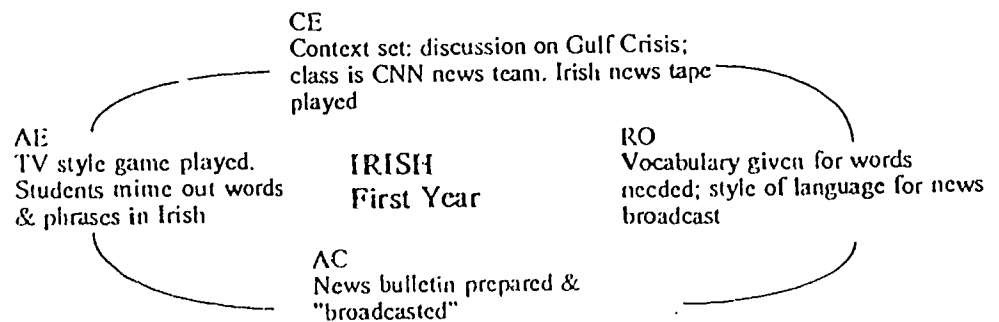 CE
Context set: discussion on Gulf Crisis;
class is CNN news team. Irish news tape
played
AE
TV style game played.
Students mime out words
& phrases in Irish
IRISH
First Year
RO
Vocabulary given for words
needed; style of language for news
broadcast
AC
News bulletin prepared &
"broadcasted"